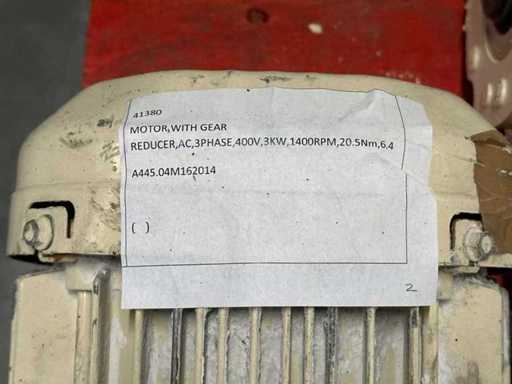 41380
MOTOR,WITH GEAR
REDUCER,AC,3PHASE,400V,3KW,1400RPM,20.5Nm,6.4
A445.04M162014
( )
2